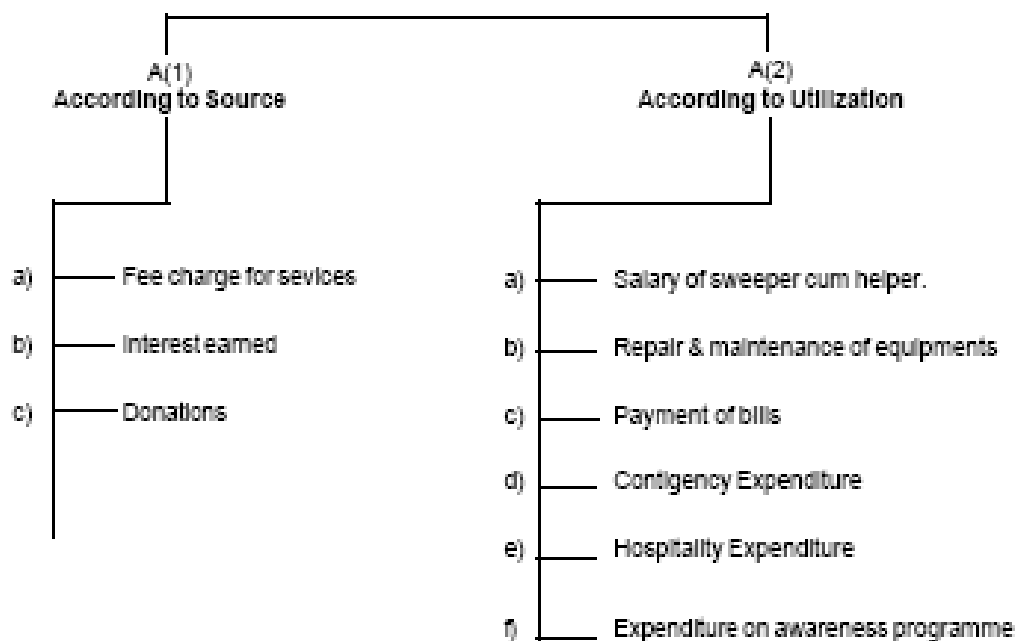 A(1)
According to Source
a) Fee charge for sevices
b) Interest earned
c) Donations
A(2)
According to Utilization
a) Salary of sweeper cum helper.
b) Repair & maintenance of equipments
c) Payment of bills
d) Contigency Expenditure
e) Hospitality Expenditure
f) Expenditure on awareness programme